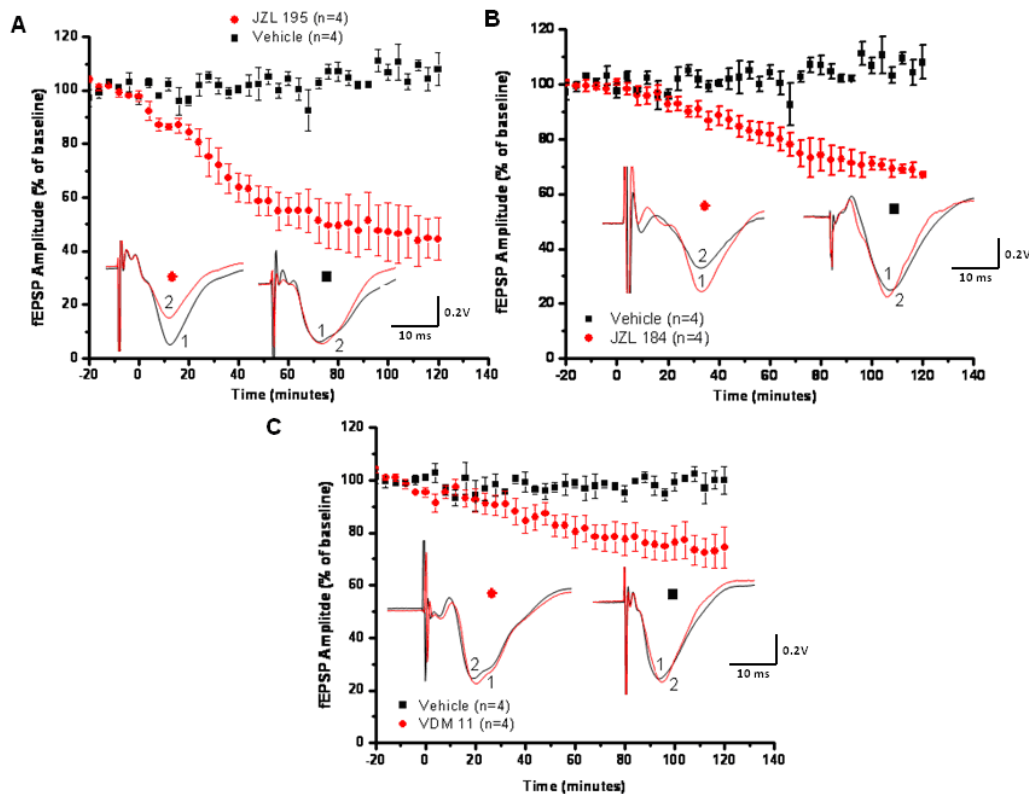 A
JZL 195 (n=4)
Vehicle (n=4)
fEPSP Amplitude (% of baseline)
120
100
80
60
40
20
0
2
1
1
2
0.2V
10 ms
-20 0 20 40 60 80 100 120 140
Time (minutes)
B
fEPSP Amplitude (% of baseline)
120
100
80
60
40
20
0
2
1
1
2
0.2V
10 ms
Vehicle (n=4)
JZL 184 (n=4)
-20 0 20 40 60 80 100 120 140
Time (minutes)
C
fEPSP Amplitde (% of baseline)
120
100
80
60
40
20
0
2
1
1
2
0.2V
10 ms
Vehicle (n=4)
VDM 11 (n=4)
-20 0 20 40 60 80 100 120 140
Time (minutes)